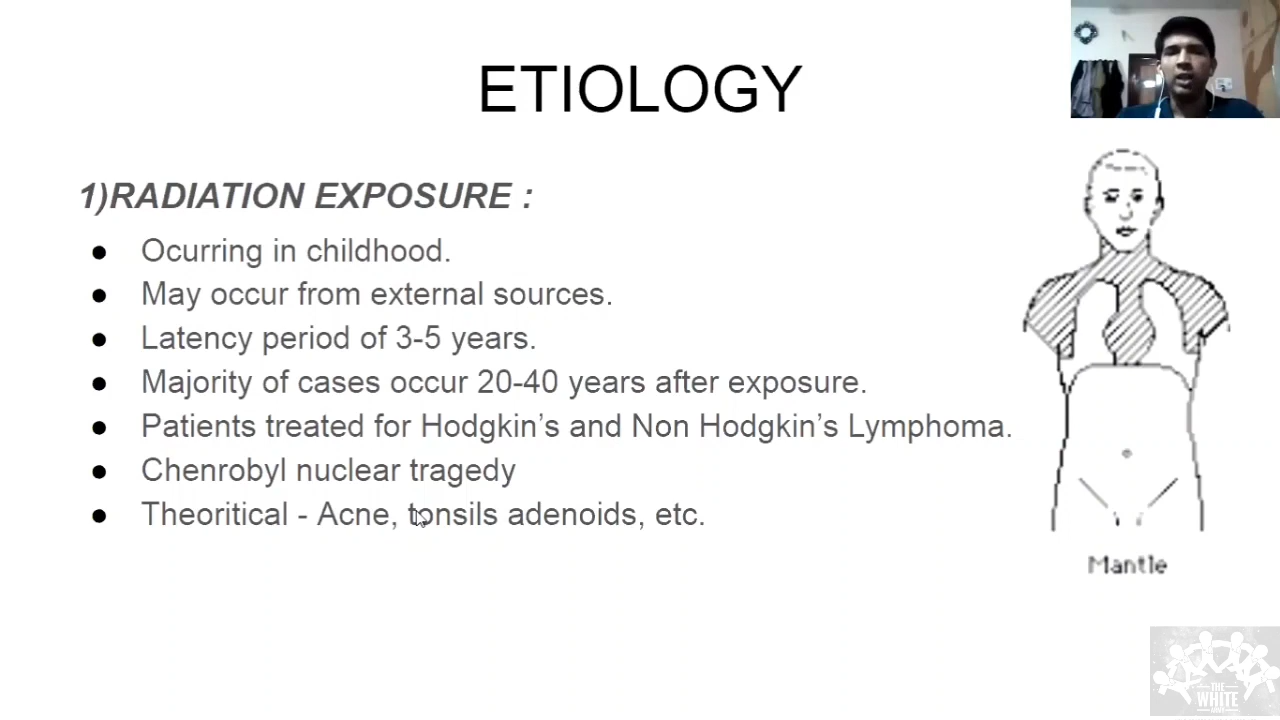 ETIOLOGY
1)RADIATION EXPOSURE :
● Ocurring in childhood.
● May occur from external sources.
● Latency period of 3-5 years.
● Majority of cases occur 20-40 years after exposure.
● Patients treated for Hodgkin’s and Non Hodgkin’s Lymphoma.
● Chenrobyl nuclear tragedy
● Theoritical - Acne, tonsils adenoids, etc.
Mantle
THE
WHITE